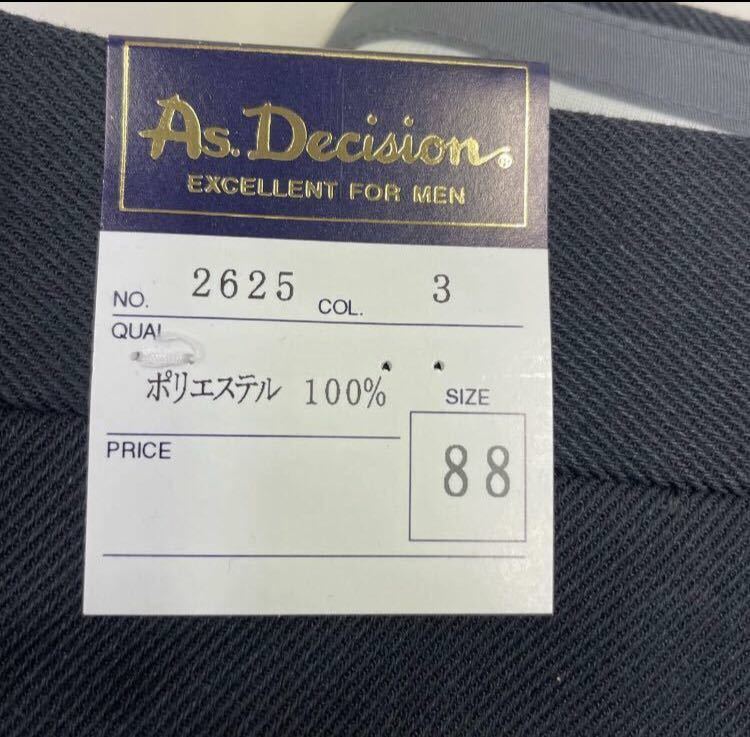 As. Decision®
EXCELLENT FOR MEN
NO. 2625 COL. 3
QUAL
ポリエステル 100%
SIZE
PRICE
88